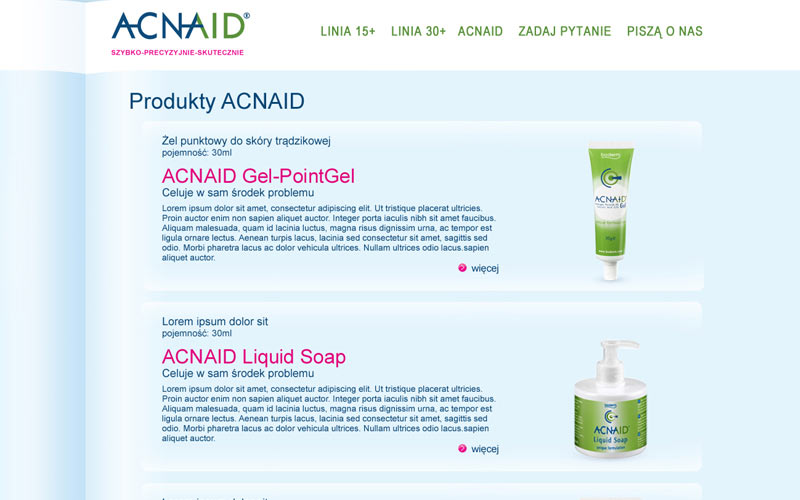 ACNAID®
SZYBKO-PRECYZYJNIE-SKUTECZNIE
LINIA 15+ LINIA 30+ ACNAID ZADAJ PYTANIE PISZĄ O NAS
Produkty ACNAID
Żel punktowy do skóry trądzikowej
pojemność: 30ml
ACNAID Gel-PointGel
Celuje w sam środek problemu
Lorem ipsum dolor sit amet, consectetur adipiscing elit. Ut tristique placerat ultricies.
Proin auctor enim non sapien aliquet auctor. Integer porta iaculis nibh sit amet faucibus.
Aliquam malesuada, quam id lacinia luctus, magna risus dignissim urna, ac tempor est
ligula ornare lectus. Aenean turpis lacus, lacinia sed consectetur sit amet, sagittis sed
odio. Morbi pharetra lacus ac dolor vehicula ultrices. Nullam ultrices odio lacus.sapien
aliquet auctor.
więcej
ACNAID
Gel
Lorem ipsum dolor sit
pojemność: 30ml
ACNAID Liquid Soap
Celuje w sam środek problemu
Lorem ipsum dolor sit amet, consectetur adipiscing elit. Ut tristique placerat ultricies.
Proin auctor enim non sapien aliquet auctor. Integer porta iaculis nibh sit amet faucibus.
Aliquam malesuada, quam id lacinia luctus, magna risus dignissim urna, ac tempor est
ligula ornare lectus. Aenean turpis lacus, lacinia sed consectetur sit amet, sagittis sed
odio. Morbi pharetra lacus ac dolor vehicula ultrices. Nullam ultrices odio lacus.sapien
aliquet auctor.
więcej
ACNAID
Liquid Soap